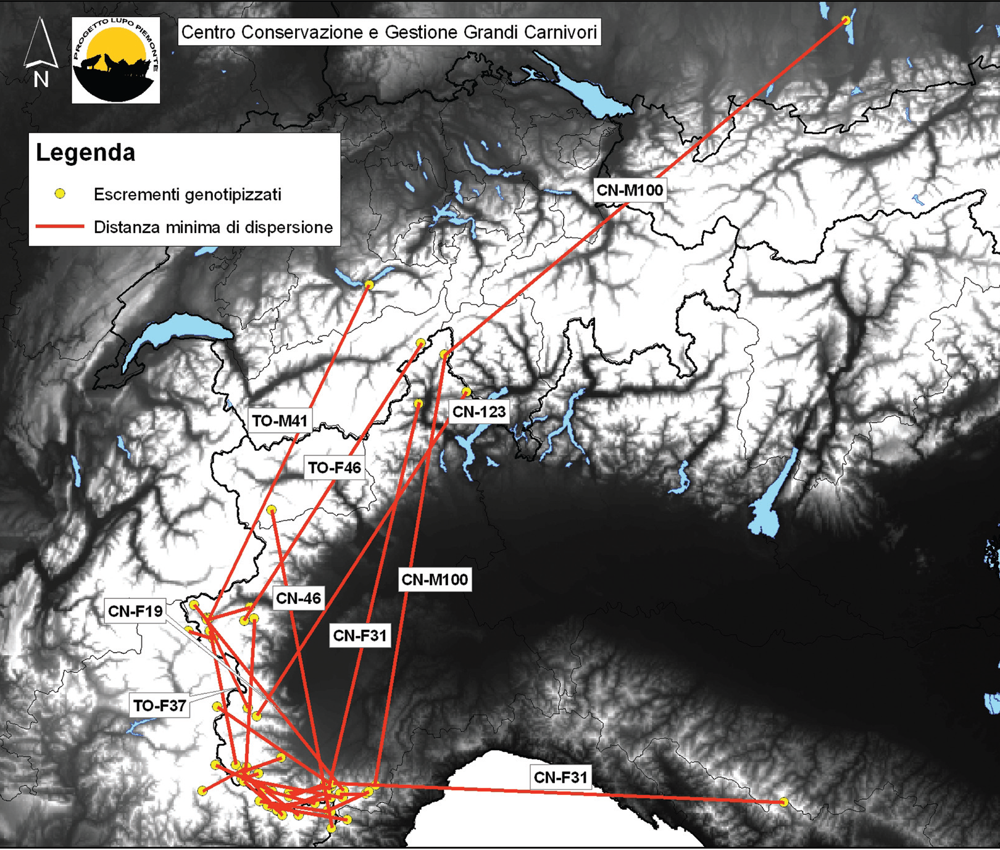 PROGETTO LUPO PIEMONTE
Centro Conservazione e Gestione Grandi Carnivori
N
Legenda
Escrementi genotipizzati
Distanza minima di dispersione
CN-M100
CN-123
TO-M41
TO-F46
CN-M100
CN-46
CN-F19
CN-F31
TO-F37
CN-F31